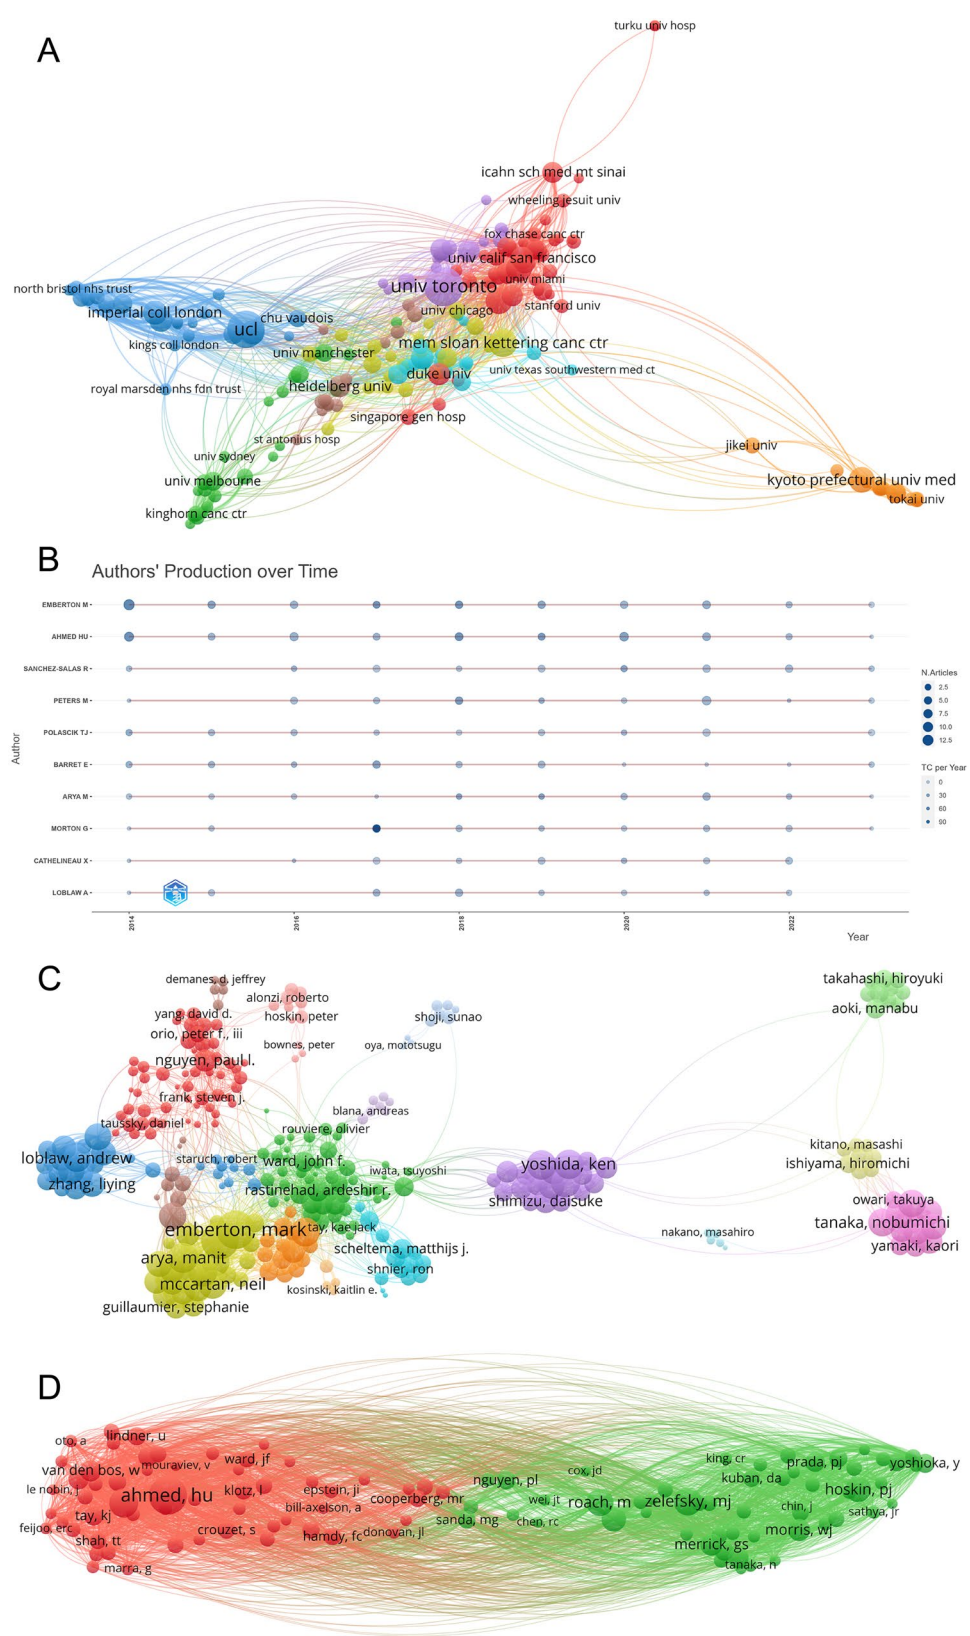 A
turku univ hosp
icahn sch med mt sinai
wheeling jesuit univ
fox chase canc ctr
univ calif san francisco
univ miami
univ toronto
north bristol nhs trust
stanford univ
univ chicago
imperial coll london
chu vaudois
ucl
kings coll london
mem sloan kettering canc ctr
univ manchester
univ texas southwestern med ct
duke univ
heidelberg univ
royal marsden nhs fdn trust
singapore gen hosp
st antonius hosp
jikei univ
univ sydney
univ melbourne
kyoto prefectural univ med
tokai univ
kinghorn canc ctr
B
Authors' Production over Time
Author
EMBERTON M
AHMED HU
SANCHEZ-SALAS R
PETERS M
POLASCIK TJ
BARRET E
ARYA M
MORTON G
CATHELINEAU X
LOBLAW A
N.Articles
2.5
5.0
7.5
10.0
12.5
TC per Year
0
30
60
90
2014
2016
2018
2020
2022
Year
C
demanes, d. jeffrey
alonzi, roberto
yang, david d.
hoskin, peter
shoji, sunao
takahashi, hiroyuki
aoki, manabu
orio, peter f., iii
bownes, peter
oya, mototsugu
nguyen, paul l.
frank, steven j.
blana, andreas
taussky, daniel
rouviere, olivier
kitano, masashi
loblaw, andrew
staruch, robert
ward, john f.
iwata, tsuyoshi
yoshida, ken
ishiyama, hiromichi
zhang, liying
rastinehad, ardeshir r.
shimizu, daisuke
owari, takuya
emberton, mark
tay, kae jack
nakano, masahiro
tanaka, nobumichi
scheltema, matthijs j.
yamaki, kaori
arya, manit
shnier, ron
mccartan, neil
kosinski, kaitlin e.
guillaumier, stephanie
D
oto, a
lindner, u
van den bos, w
mouraviev, v
ward, jf
king, cr
prada, pj
yoshioka, y
le nobin, j
ahmed, hu
klotz, l
epstein, ji
nguyen, pl
cox, jd
kuban, da
hoskin, pj
bill-axelson, a
cooperberg, mr
wei, jt
roach, m
zelefsky, mj
chin, j
sathya, jr
tay, kj
sanda, mg
chen, rc
feijoo, erc
crouzet, s
hamdy, fc
donovan, jl
morris, wj
shah, tt
merrick, gs
marra, g
tanaka, n